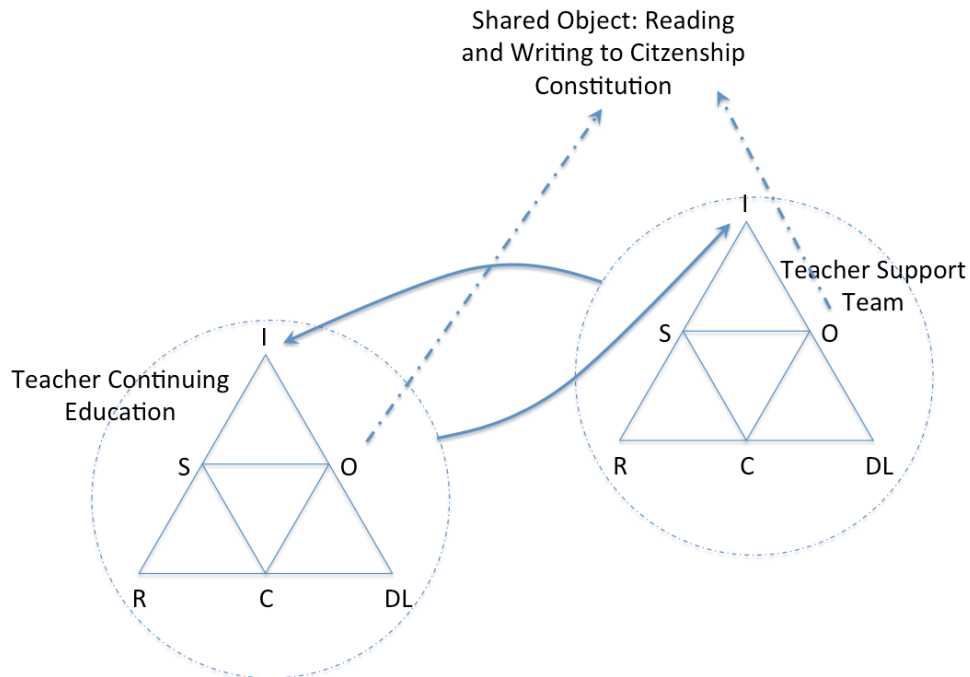 Shared Object: Reading
and Writing to Citzenship
Constitution
I
Teacher Support
Team
S
O
R
C
DL
I
Teacher Continuing
Education
S
O
R
C
DL